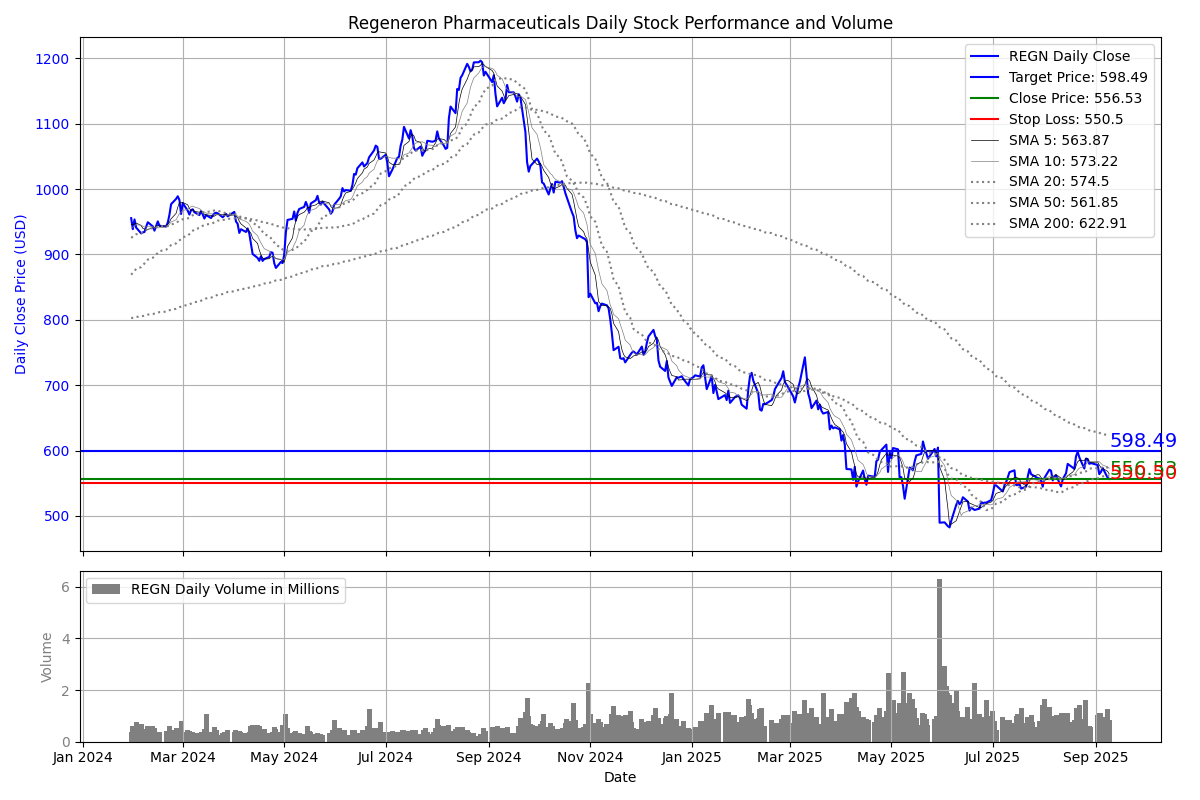 Regeneron Pharmaceuticals Daily Stock Performance and Volume
Daily Close Price (USD)
1200
1100
1000
900
800
700
600
500
REGN Daily Close
Target Price: 598.49
Close Price: 556.53
Stop Loss: 550.5
SMA 5: 563.87
SMA 10: 573.22
SMA 20: 574.5
SMA 50: 561.85
SMA 200: 622.91
598.49
556.53
550.50
Volume
6
4
2
0
REGN Daily Volume in Millions
Jan 2024 Mar 2024 May 2024 Jul 2024 Sep 2024 Nov 2024 Jan 2025 Mar 2025 May 2025 Jul 2025 Sep 2025
Date